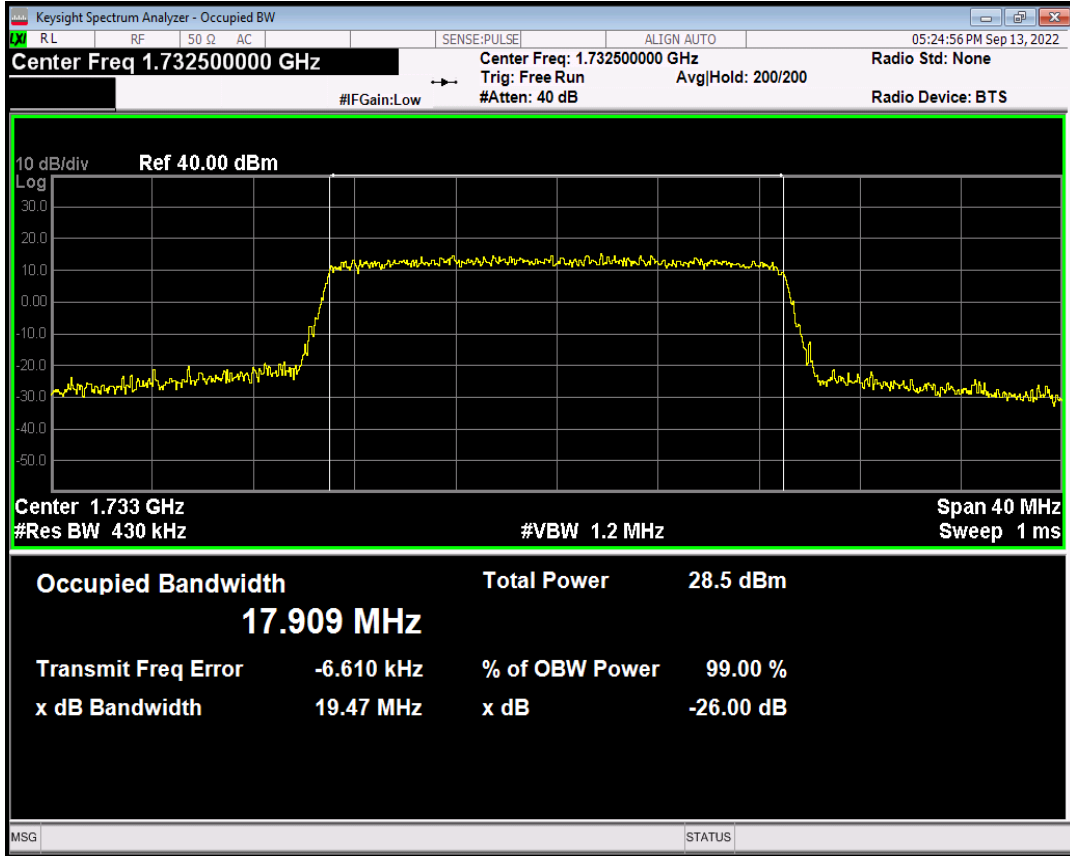 Keysight Spectrum Analyzer - Occupied BW
LXI RL RF 50 Ω AC SENSE:PULSE ALIGN AUTO 05:24:56 PM Sep 13, 2022
Center Freq 1.732500000 GHz
Center Freq: 1.732500000 GHz
Radio Std: None
Trig: Free Run Avg|Hold: 200/200
#IFGain:Low #Atten: 40 dB Radio Device: BTS
10 dB/div Ref 40.00 dBm
Log
30.0
20.0
10.0
0.00
-10.0
-20.0
-30.0
-40.0
-50.0
Center 1.733 GHz Span 40 MHz
#Res BW 430 kHz #VBW 1.2 MHz Sweep 1 ms
Occupied Bandwidth Total Power 28.5 dBm
17.909 MHz
Transmit Freq Error -6.610 kHz % of OBW Power 99.00 %
x dB Bandwidth 19.47 MHz x dB -26.00 dB
MSG STATUS